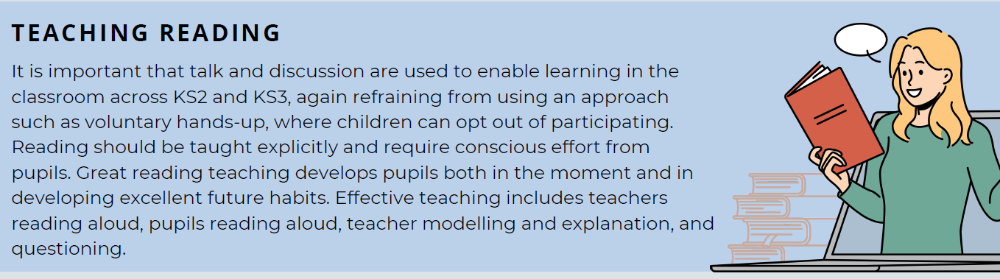 TEACHING READING
It is important that talk and discussion are used to enable learning in the
classroom across KS2 and KS3, again refraining from using an approach
such as voluntary hands-up, where children can opt out of participating.
Reading should be taught explicitly and require conscious effort from
pupils. Great reading teaching develops pupils both in the moment and in
developing excellent future habits. Effective teaching includes teachers
reading aloud, pupils reading aloud, teacher modelling and explanation, and
questioning.